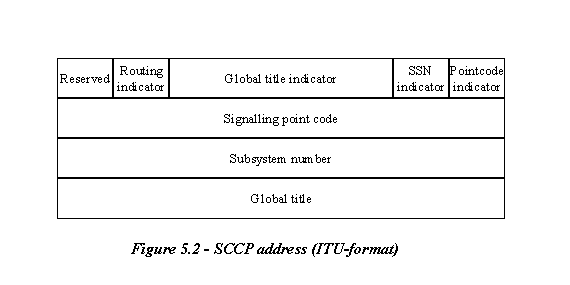 Reserved
Routing
indicator
Global title indicator
SSN
indicator
Pointcode
indicator
Signalling point code
Subsystem number
Global title
Figure 5.2 - SCCP address (ITU-format)